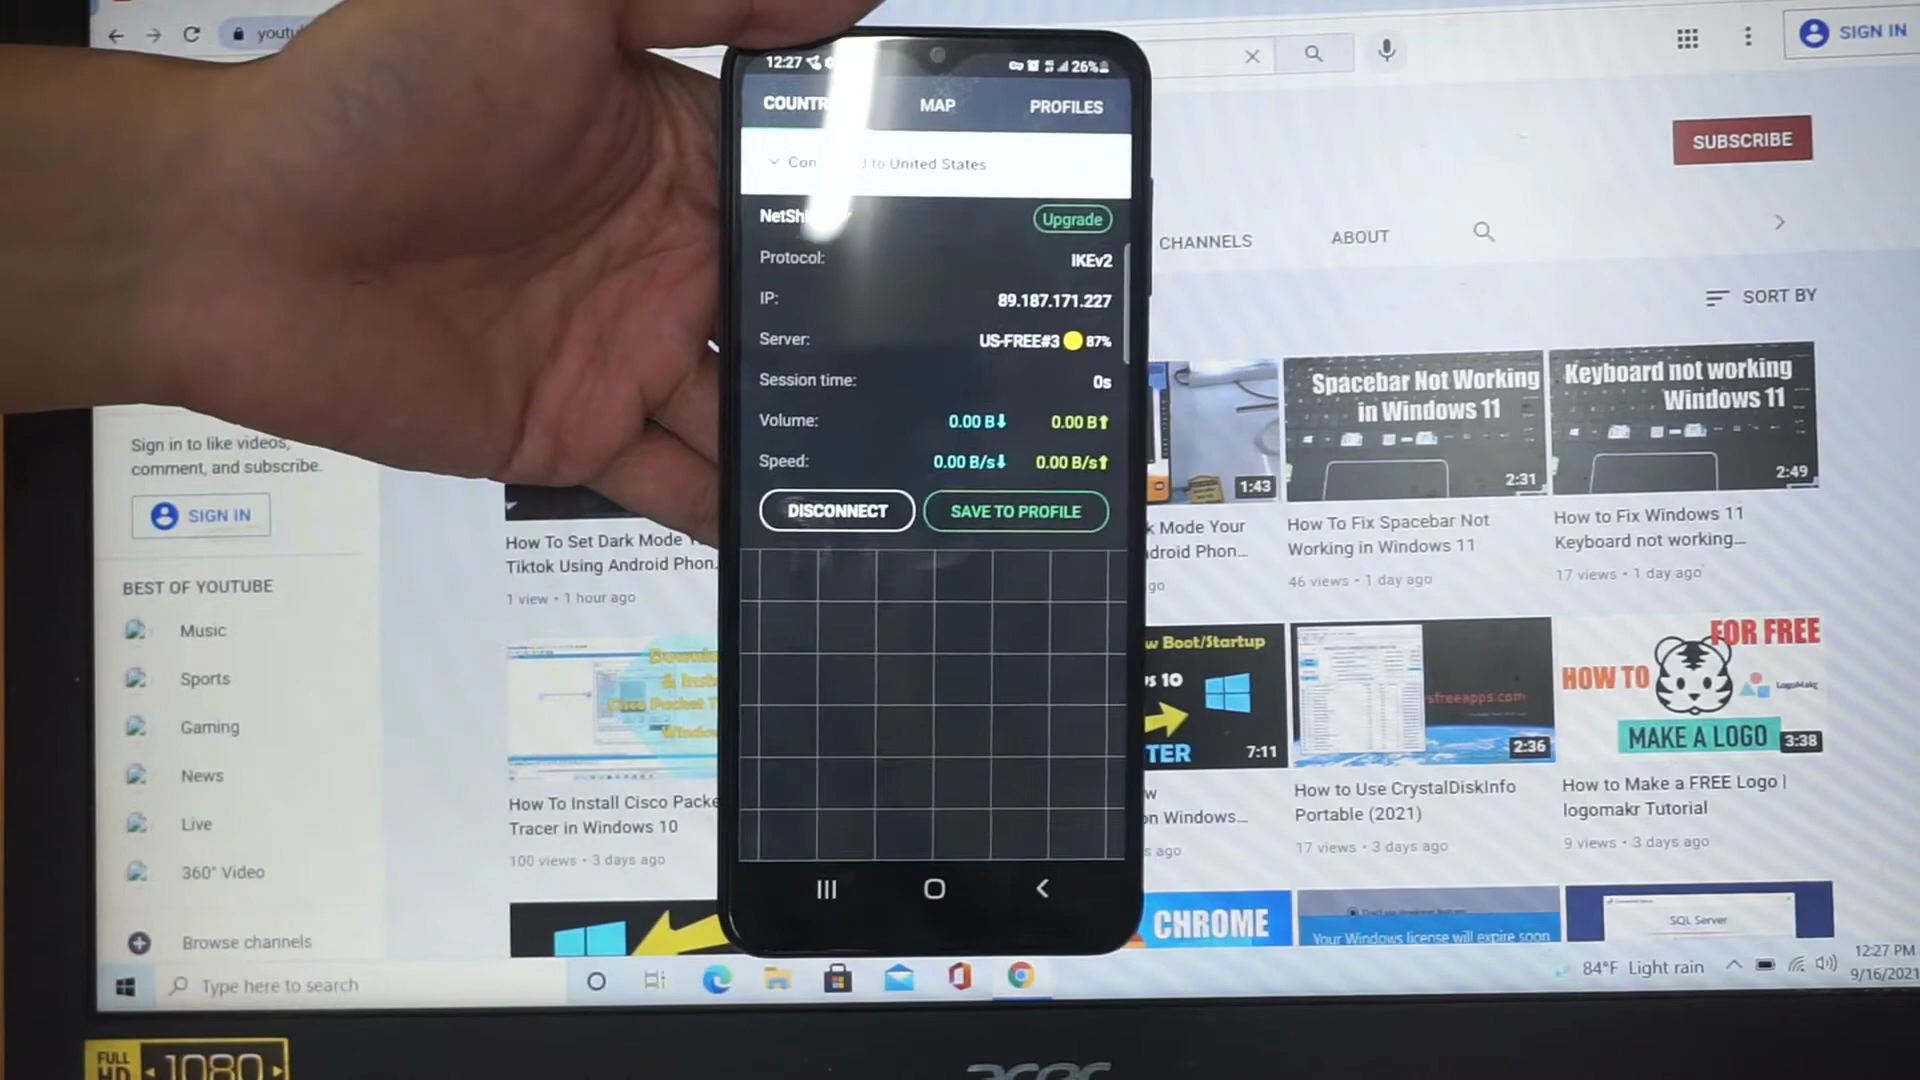 SIGN IN
SUBSCRIBE
CHANNELS
ABOUT
SORT BY
12:27
26%
MAP
PROFILES
to United States
Upgrade
Protocol:
IKEv2
IP:
89.187.171.227
Server:
US-FREE#3
87%
Session time:
0s
Volume:
0.00 B
0.00 B
Speed:
0.00 B/s
0.00 B/s
DISCONNECT
SAVE TO PROFILE
Sign in to like videos,
comment, and subscribe.
SIGN IN
BEST OF YOUTUBE
Music
Sports
Gaming
News
Live
360° Video
Browse channels
How To Set Dark Mode
Tiktok Using Android Phon...
1 view • 1 hour ago
How To Install Cisco
Tracer in Windows 10
100 views • 3 days ago
1:43
Mode Your
Phon...
Spacebar Not Working
in Windows 11
2:31
How To Fix Spacebar Not
Working in Windows 11
46 views • 1 day ago
Keyboard not working
Windows 11
2:49
How to Fix Windows 11
Keyboard not working...
17 views • 1 day ago
Boot/Startup
10
7:11
Windows...
ago
sfreeapps.com
2:36
How to Use CrystalDiskInfo
Portable (2021)
17 views • 3 days ago
FOR FREE
HOW TO
LogoMakr
MAKE A LOGO
3:38
How to Make a FREE Logo |
logomakr Tutorial
9 views • 3 days ago
CHROME
Your Windows license will expire soon
SQL Server
Type here to search
84°F Light rain
12:27 PM
9/16/2021
FULL
HD
1080
acer